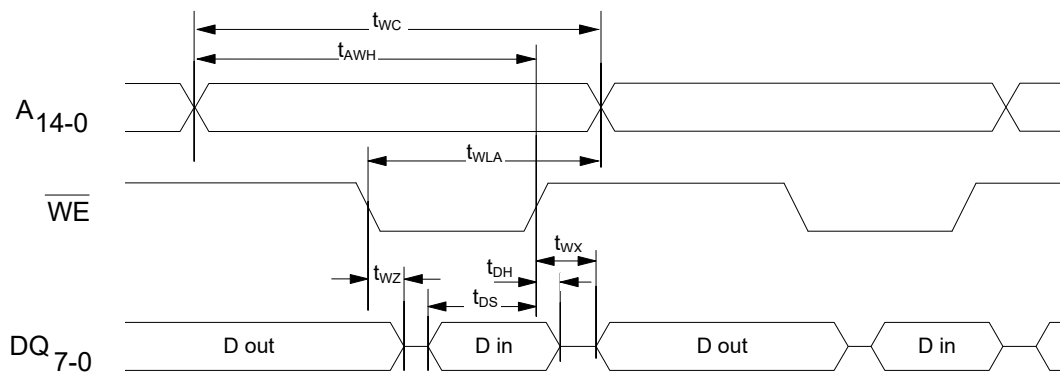 tWC
tAWH
A14-0
tWLA
WE
tWX
tWZ
tDH
tDS
DQ7-0
D out
D in
D out
D in